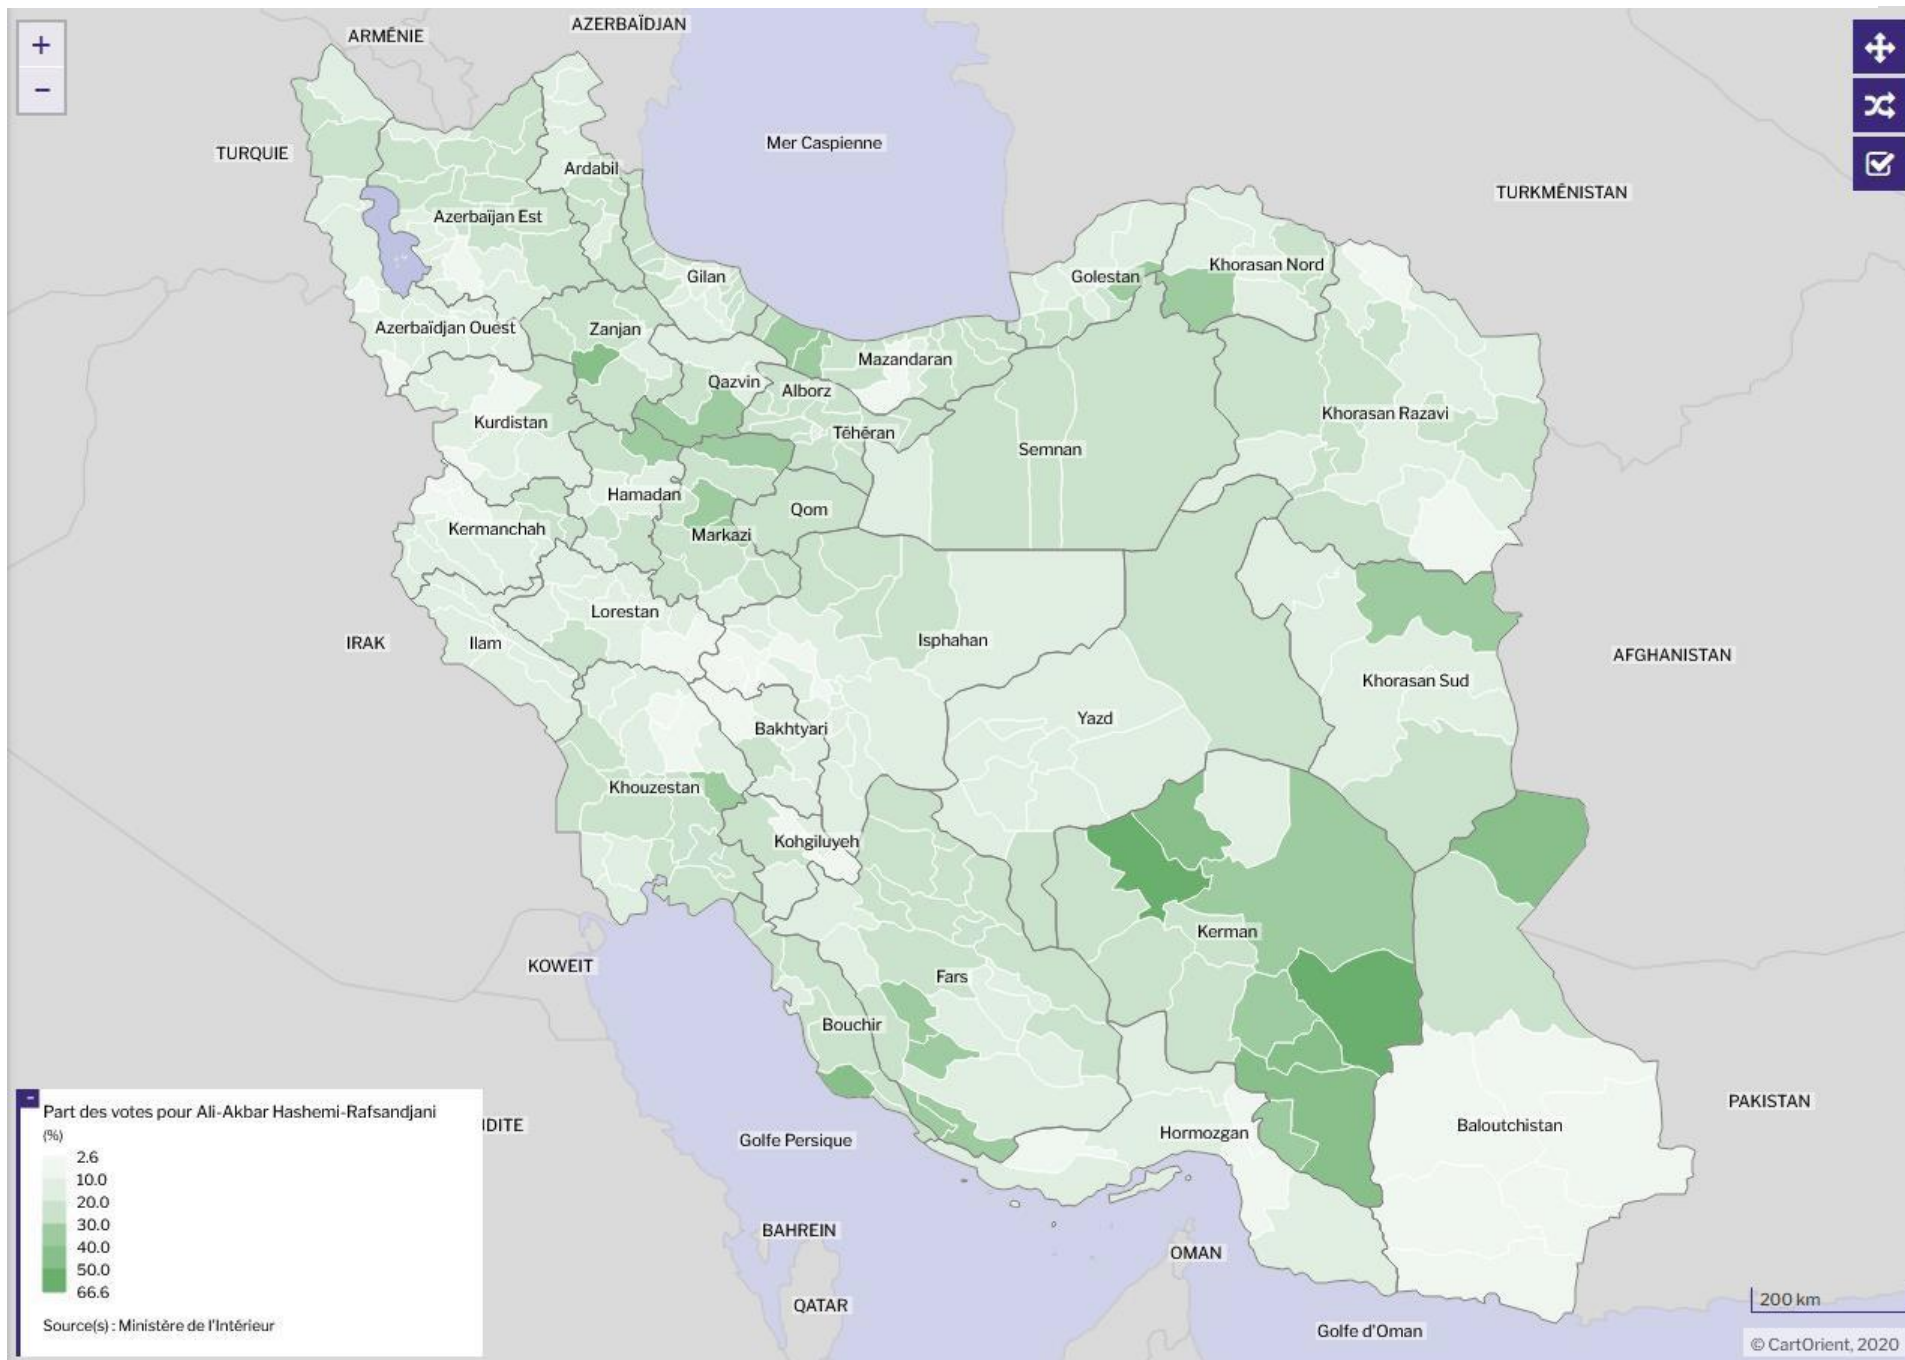 +
−
ARMÉNIE
AZERBAÏDJAN
TURQUIE
Mer Caspienne
TURKMÉNISTAN
Ardabil
Azerbaïjan Est
Gilan
Golestan
Khorasan Nord
Azerbaïdjan Ouest
Zanjan
Mazandaran
Qazvin
Alborz
Kurdistan
Téhéran
Khorasan Razavi
Semnan
Hamadan
Qom
Kermanchah
Markazi
Lorestan
IRAK
Ilam
Isphahan
AFGHANISTAN
Khorasan Sud
Yazd
Bakhtyari
Khouzestan
Kohgiluyeh
Kerman
KOWEIT
Fars
Bouchir
Part des votes pour Ali-Akbar Hashemi-Rafsandjani
(%)
2.6
10.0
20.0
30.0
40.0
50.0
66.6
Source(s) : Ministère de l'Intérieur
IDITE
Golfe Persique
Hormozgan
Baloutchistan
PAKISTAN
BAHREIN
OMAN
QATAR
Golfe d'Oman
200 km
© CartOrient, 2020